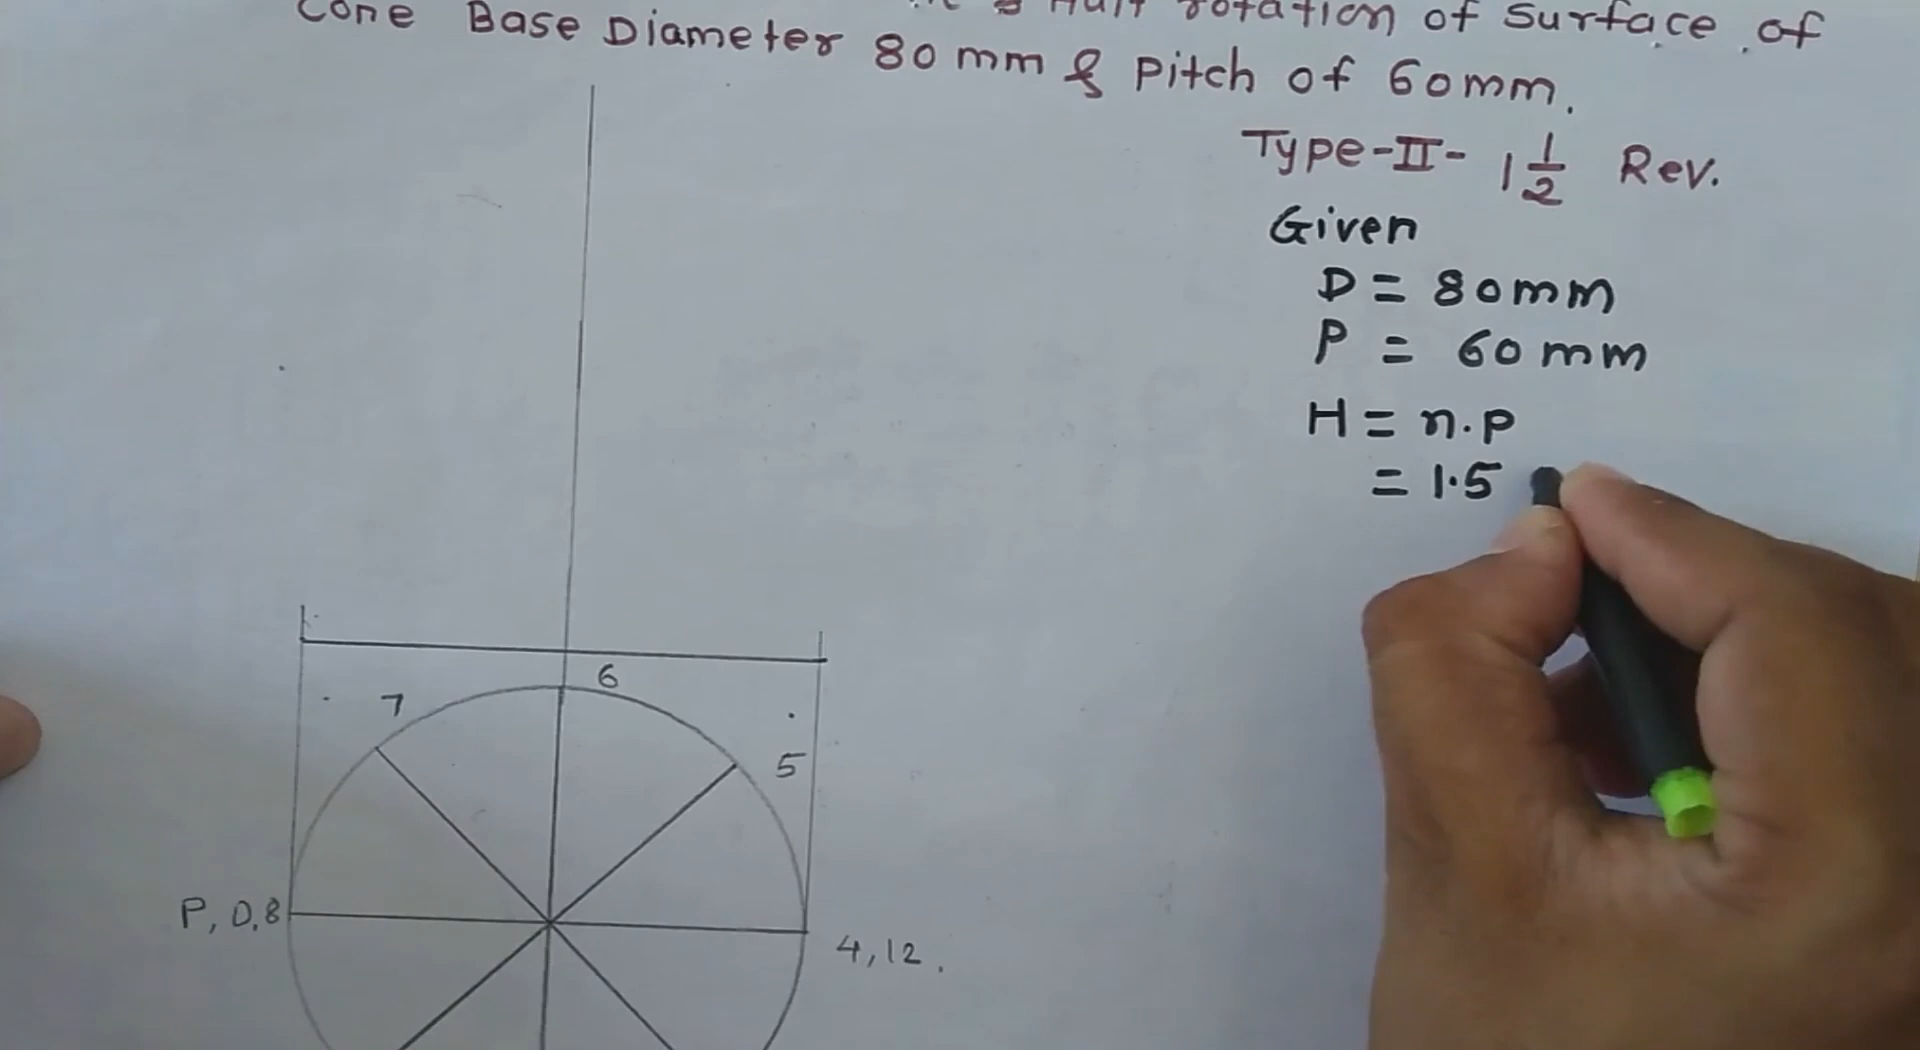 Half rotation of surface of
Cone Base Diameter 80 mm & Pitch of 60mm.
Type-II- 1 1/2 Rev.
Given
D = 80mm
P = 60 mm
H = n.p
= 1.5
6
7
5
P, 0,8
4,12.